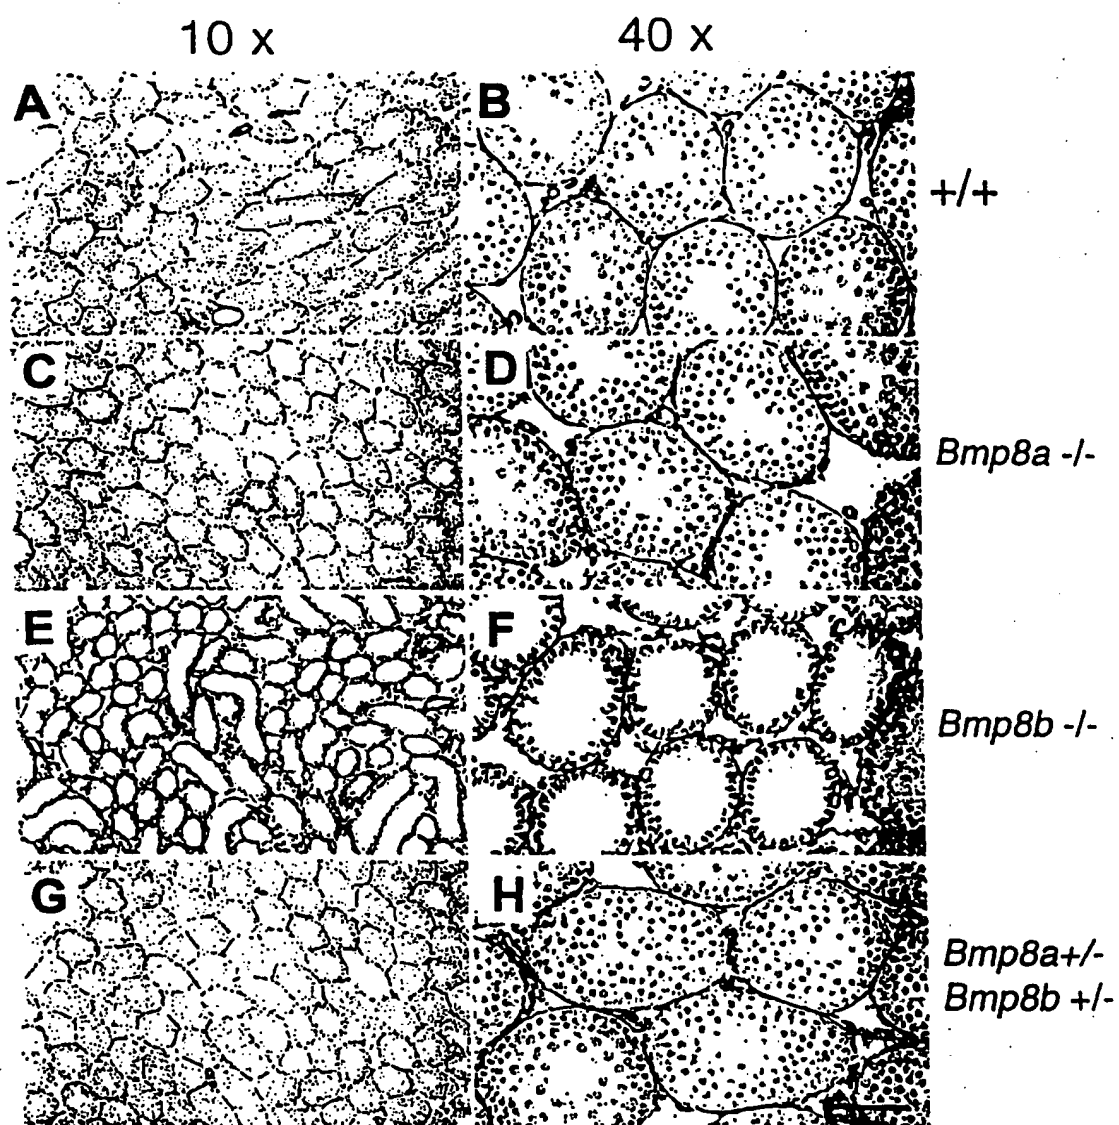 10 x 40 x
A B
+/+
C D
Bmp8a -/-
E F
Bmp8b -/-
G H
Bmp8a+/-
Bmp8b +/-